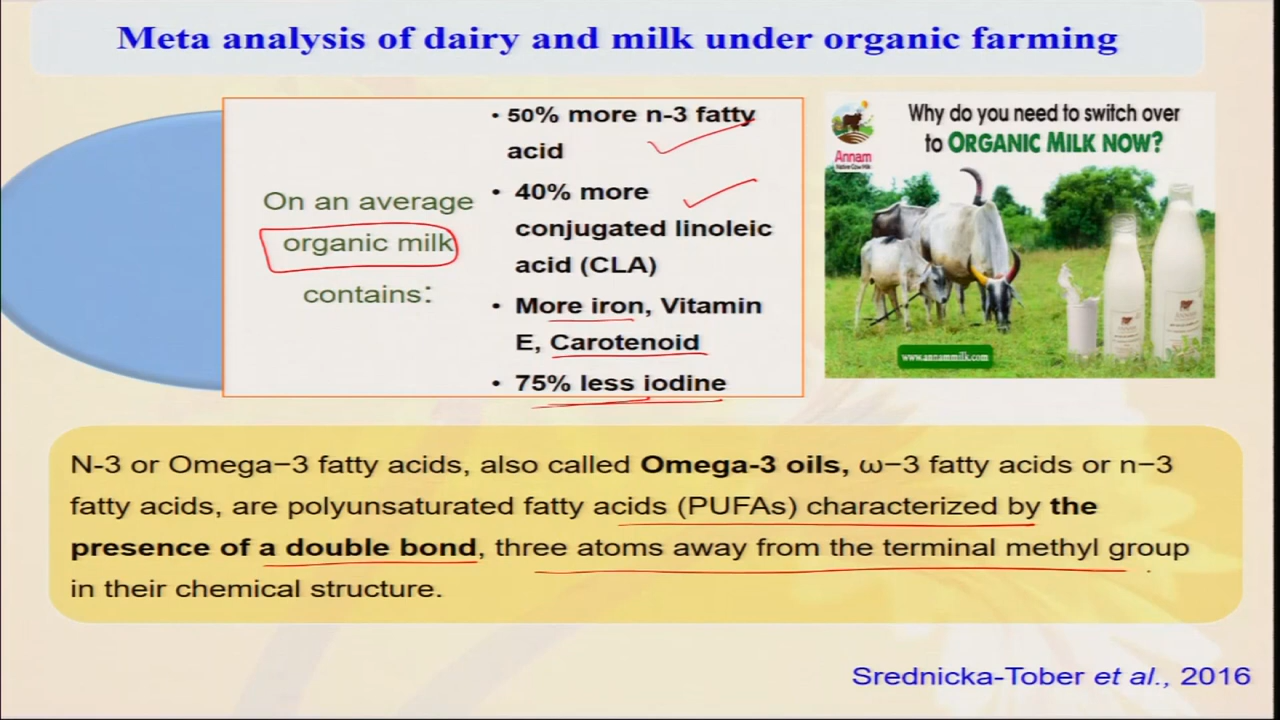 Meta analysis of dairy and milk under organic farming
On an average
organic milk
contains:
• 50% more n-3 fatty
acid
• 40% more
conjugated linoleic
acid (CLA)
• More iron, Vitamin
E, Carotenoid
• 75% less iodine
Annam
Native Cow Milk
Why do you need to switch over
to ORGANIC MILK NOW?
www.annammilk.com
N-3 or Omega−3 fatty acids, also called Omega-3 oils, ω−3 fatty acids or n−3
fatty acids, are polyunsaturated fatty acids (PUFAs) characterized by the
presence of a double bond, three atoms away from the terminal methyl group
in their chemical structure.
Srednicka-Tober et al., 2016